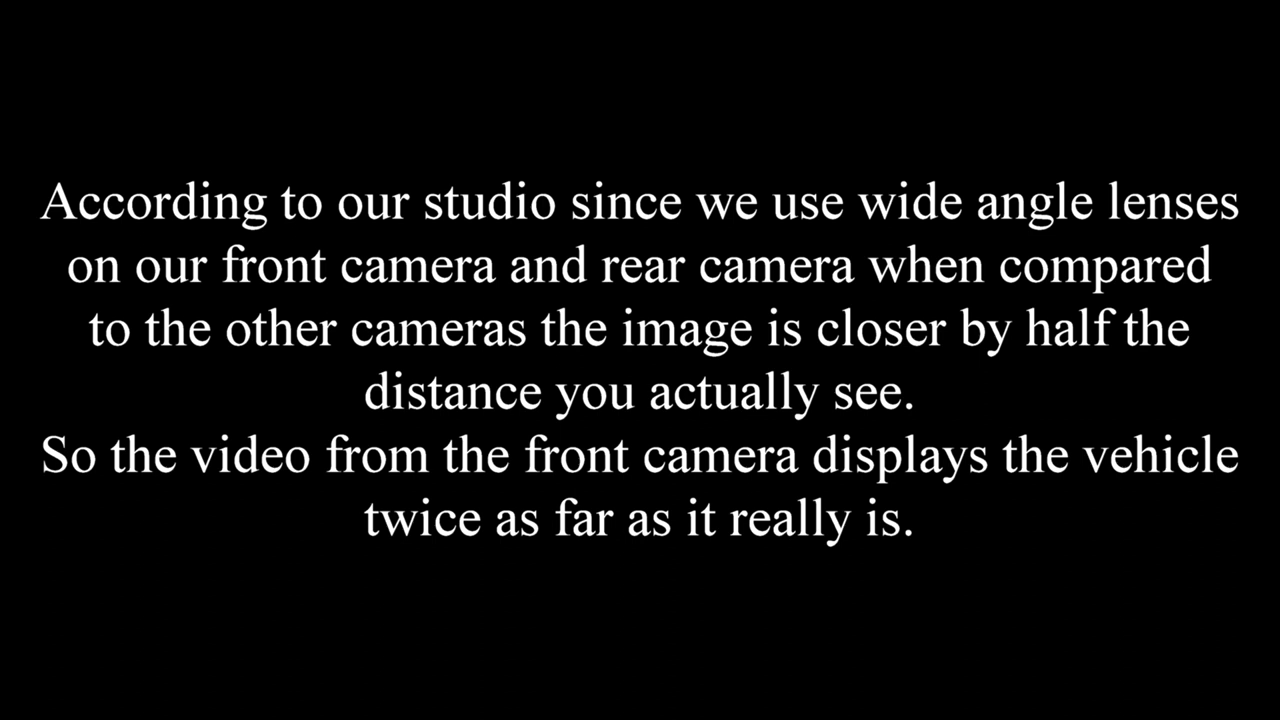 According to our studio since we use wide angle lenses
on our front camera and rear camera when compared
to the other cameras the image is closer by half the
distance you actually see.
So the video from the front camera displays the vehicle
twice as far as it really is.